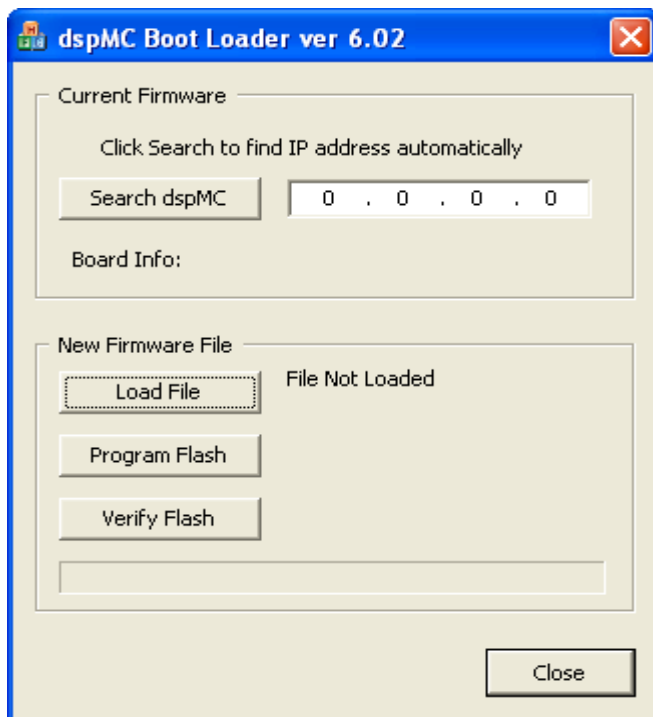 dspMC Boot Loader ver 6.02
Current Firmware
Click Search to find IP address automatically
Search dspMC 0 . 0 . 0 . 0
Board Info:
New Firmware File
Load File File Not Loaded
Program Flash
Verify Flash
Close